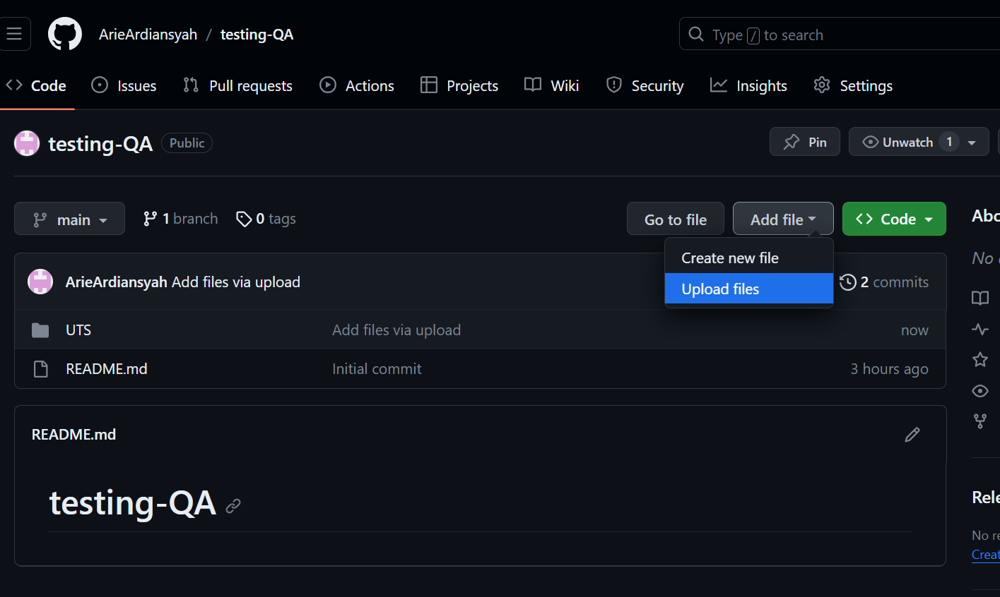 ArieArdiansyah / testing-QA
Type / to search
Code Issues Pull requests Actions Projects Wiki Security Insights Settings
testing-QA Public
Pin Unwatch 1
main 1 branch 0 tags Go to file Add file Code
Create new file
Upload files
ArieArdiansyah Add files via upload 2 commits
UTS Add files via upload now
README.md Initial commit 3 hours ago
README.md
testing-QA
Abo
No
Rele
No re
Creat